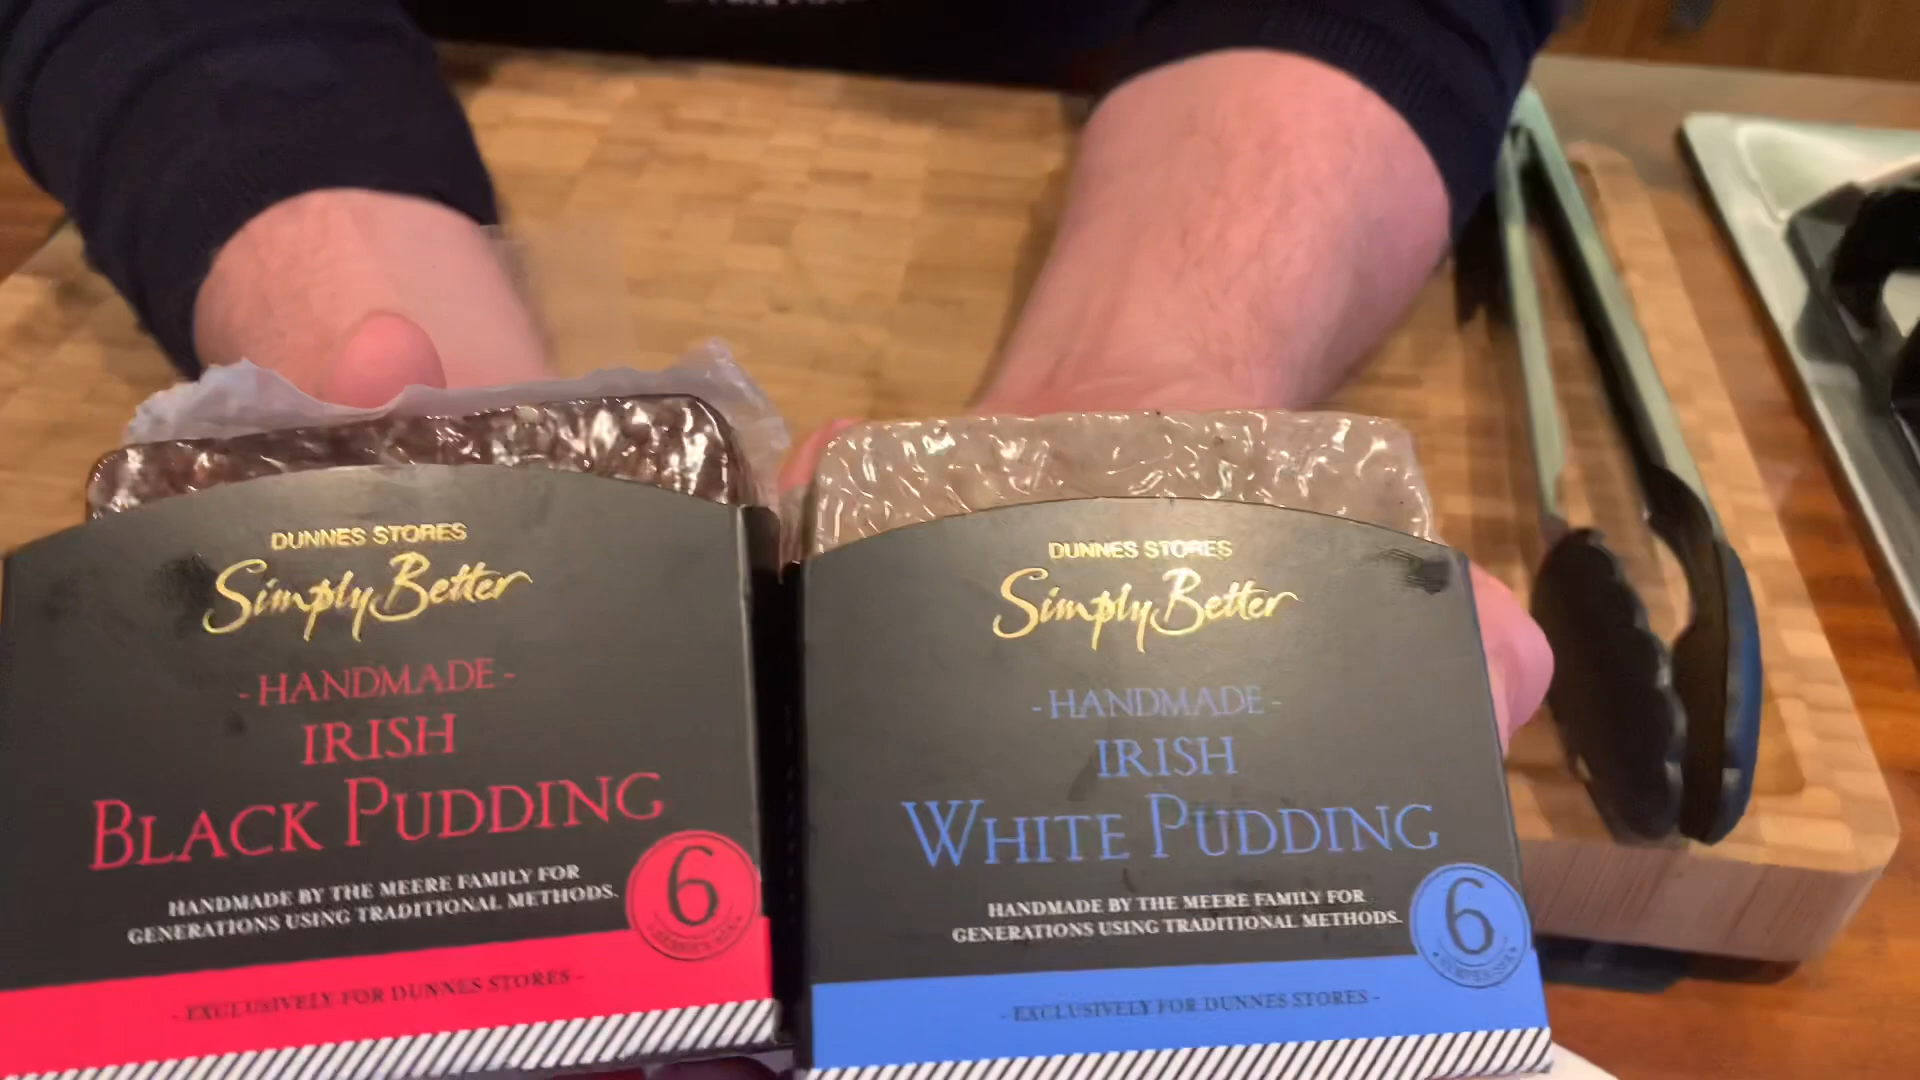 DUNNES STORES
Simply Better
- HANDMADE -
IRISH
BLACK PUDDING
HANDMADE BY THE MEERE FAMILY FOR
GENERATIONS USING TRADITIONAL METHODS.
6
- EXCLUSIVELY FOR DUNNES STORES -
DUNNES STORES
Simply Better
- HANDMADE -
IRISH
WHITE PUDDING
HANDMADE BY THE MEERE FAMILY FOR
GENERATIONS USING TRADITIONAL METHODS.
6
- EXCLUSIVELY FOR DUNNES STORES -